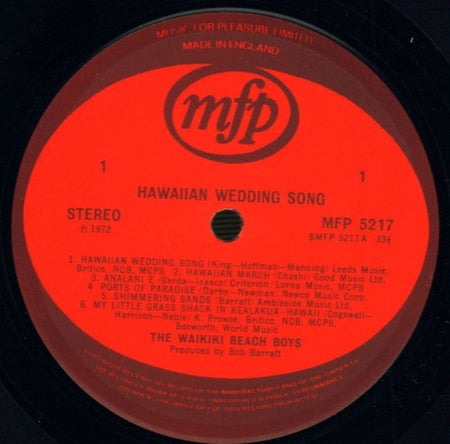 MUSIC FOR PLEASURE LIMITED
MADE IN ENGLAND
mfp
1
1
HAWAIIAN WEDDING SONG
STEREO
MFP 5217
℗ 1972
SMFP 5217 A 33⅓
1. HAWAIIAN WEDDING SONG (King—Hoffman—Manning) Leeds Music,
Britico, NCB, MCPS 2. HAWAIIAN MARCH (Chashi) Good Music Ltd.
3. ANALANI E (Gerda—Isaacs) Criterion/Lorna Music, MCPS
4. PORTS OF PARADISE (Darby—Newman) Newco Music Corp.
5. SHIMMERING SANDS (Barratt) Ambleside Music Ltd.
6. MY LITTLE GRASS SHACK IN KEALAKUA - HAWAII (Cogswell—
Harrison—Noble) K. Prowse, Britico, NCB, MCPS,
Bosworth, World Music
THE WAIKIKI BEACH BOYS
Produced by Bob Barratt